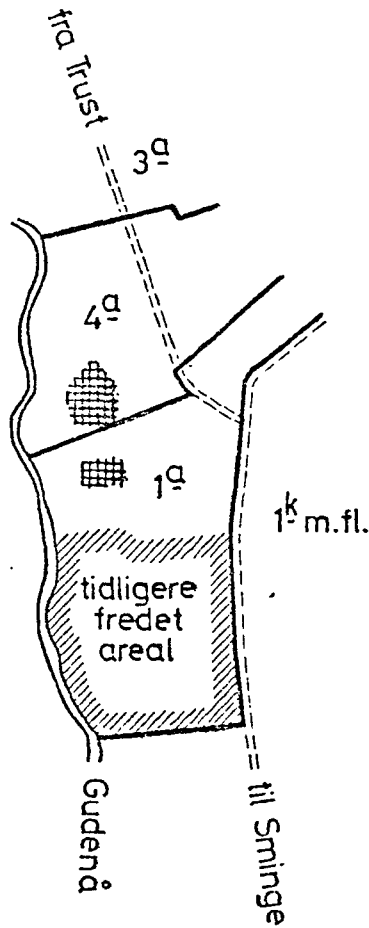 fra Trust
3a
4a
1a
1k m.fl.
tidligere
fredet
areal
Gudenå
til Sminge